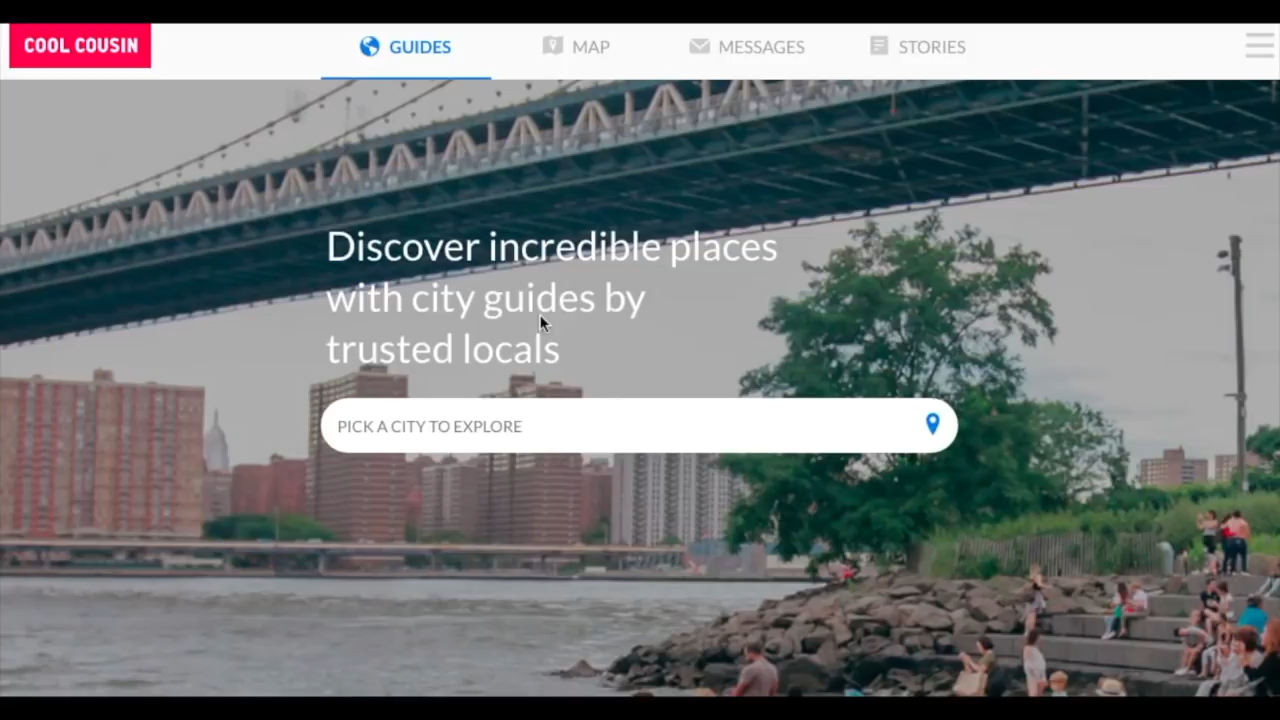 COOL COUSIN
GUIDES
MAP
MESSAGES
STORIES
Discover incredible places
with city guides by
trusted locals
PICK A CITY TO EXPLORE